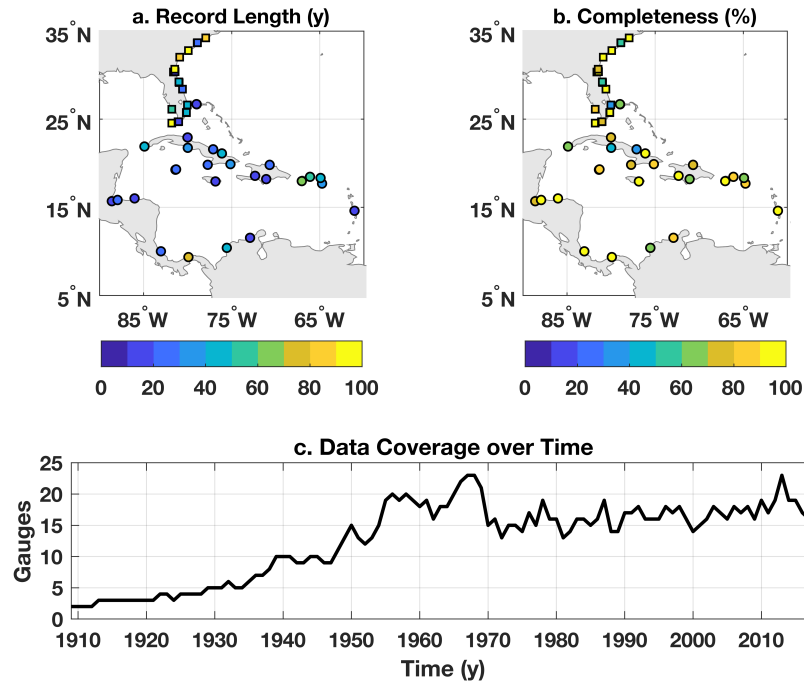 a. Record Length (y)
35°N
25°N
15°N
5°N
85°W 75°W 65°W
0 20 40 60 80 100
b. Completeness (%)
35°N
25°N
15°N
5°N
85°W 75°W 65°W
0 20 40 60 80 100
c. Data Coverage over Time
25
20
15
10
5
0
Gauges
1910 1920 1930 1940 1950 1960 1970 1980 1990 2000 2010
Time (y)